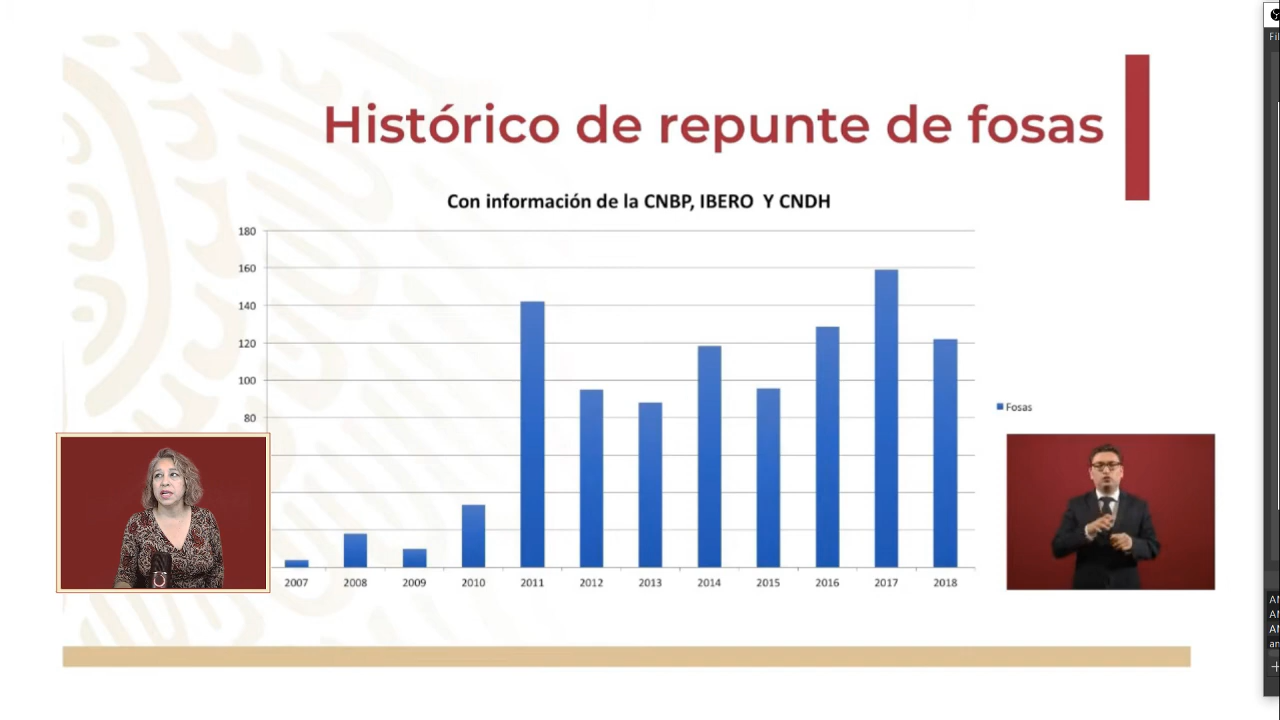 Histórico de repunte de fosas
Con información de la CNBP, IBERO Y CNDH
180
160
140
120
100
80
Fosas
2007 2008 2009 2010 2011 2012 2013 2014 2015 2016 2017 2018